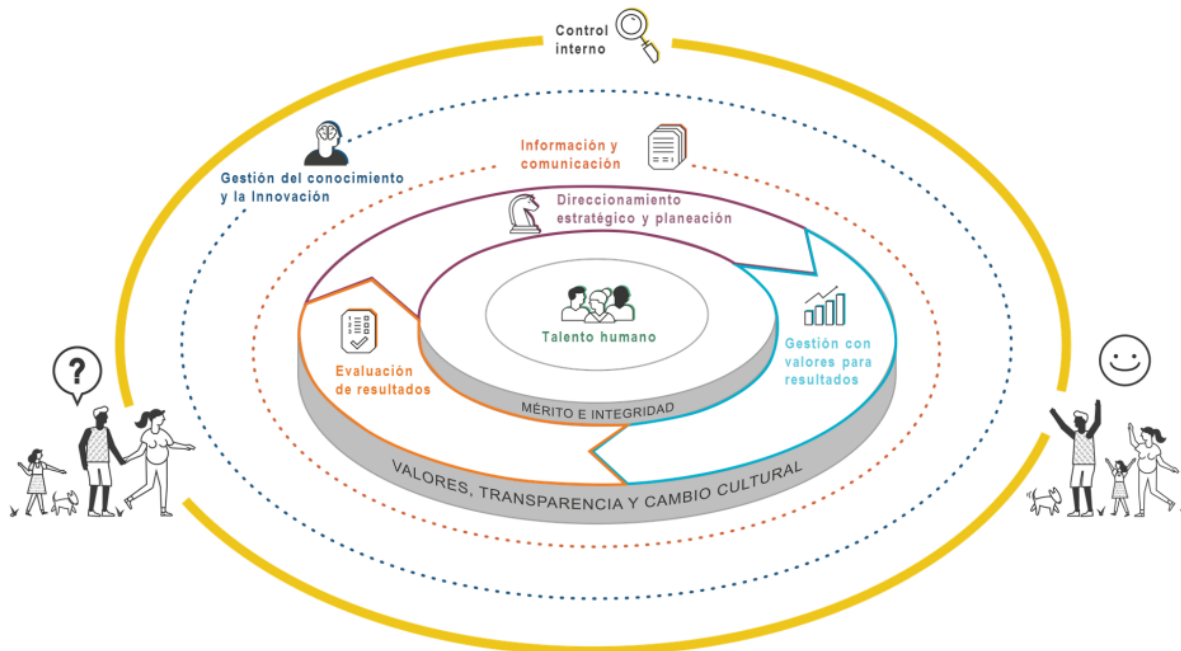 Control
interno
Información y
comunicación
Gestión del conocimiento
y la Innovación
Direccionamiento
estratégico y planeación
Talento humano
Gestión con
valores para
resultados
Evaluación
de resultados
MÉRITO E INTEGRIDAD
VALORES, TRANSPARENCIA Y CAMBIO CULTURAL
?